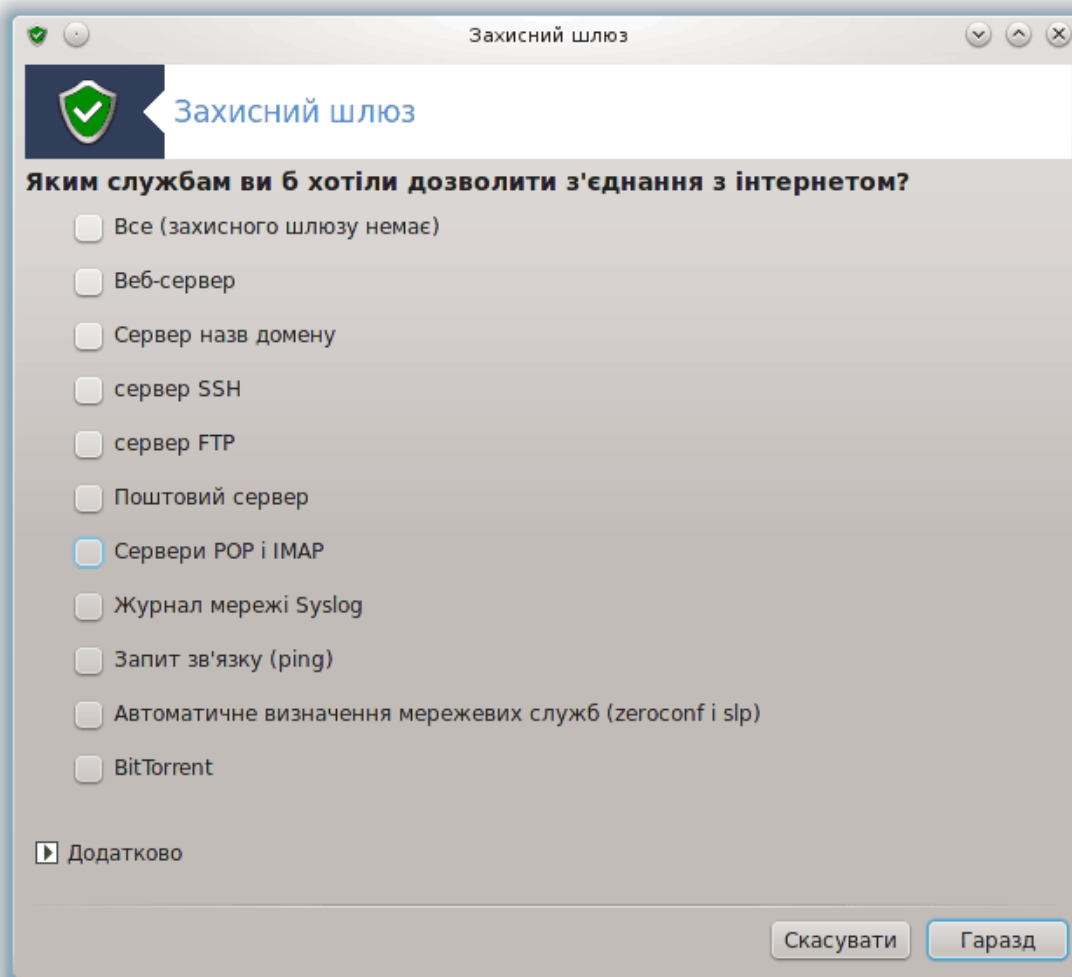 Захисний шлюз
Захисний шлюз
Яким службам ви б хотіли дозволити з'єднання з інтернетом?
Все (захисного шлюзу немає)
Веб-сервер
Сервер назв домену
сервер SSH
сервер FTP
Поштовий сервер
Сервери POP і IMAP
Журнал мережі Syslog
Запит зв'язку (ping)
Автоматичне визначення мережевих служб (zeroconf і slp)
BitTorrent
Додатково
Скасувати Гаразд